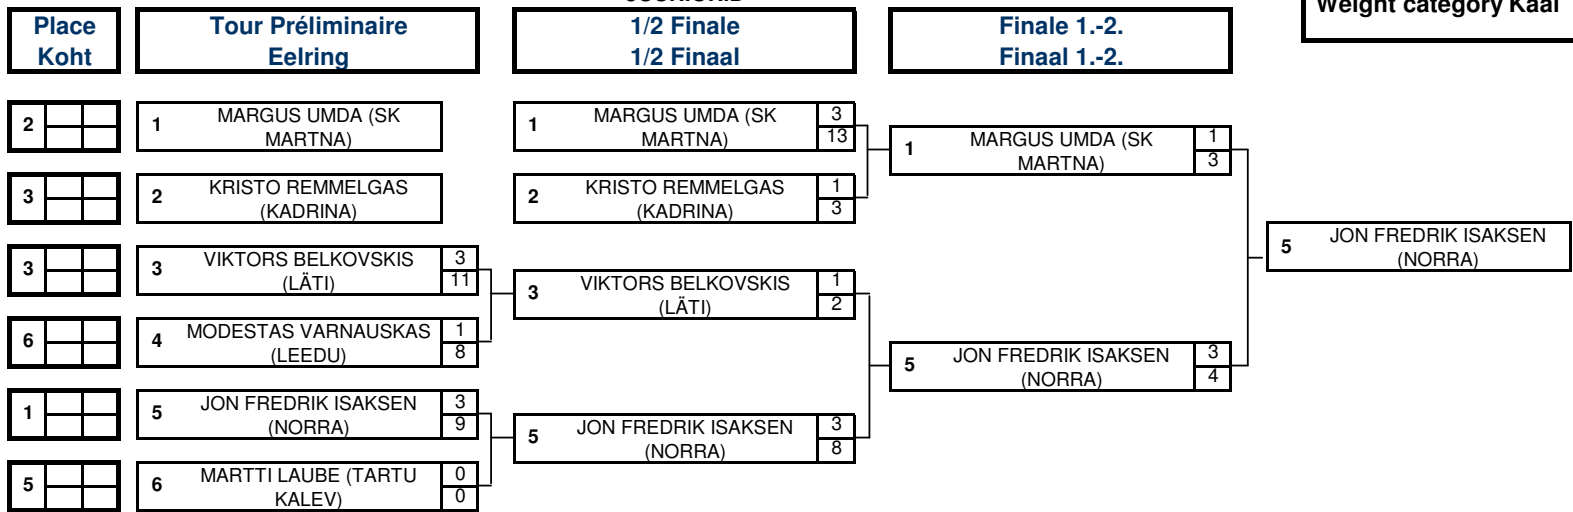 Weight category Kaal
Place
Koht
Tour Préliminaire
Eelring
1/2 Finale
1/2 Finaal
Finale 1.-2.
Finaal 1.-2.
2
1
MARGUS UMDA (SK
MARTNA)
3
2
KRISTO REMMELGAS
(KADRINA)
3
3
VIKTORS BELKOVSKIS
(LÄTI)
3
11
6
4
MODESTAS VARNAUSKAS
(LEEDU)
1
8
1
5
JON FREDRIK ISAKSEN
(NORRA)
3
9
5
6
MARTTI LAUBE (TARTU
KALEV)
0
0
1
MARGUS UMDA (SK
MARTNA)
3
13
2
KRISTO REMMELGAS
(KADRINA)
1
3
3
VIKTORS BELKOVSKIS
(LÄTI)
1
2
5
JON FREDRIK ISAKSEN
(NORRA)
3
8
1
MARGUS UMDA (SK
MARTNA)
1
3
5
JON FREDRIK ISAKSEN
(NORRA)
3
4
5
JON FREDRIK ISAKSEN
(NORRA)